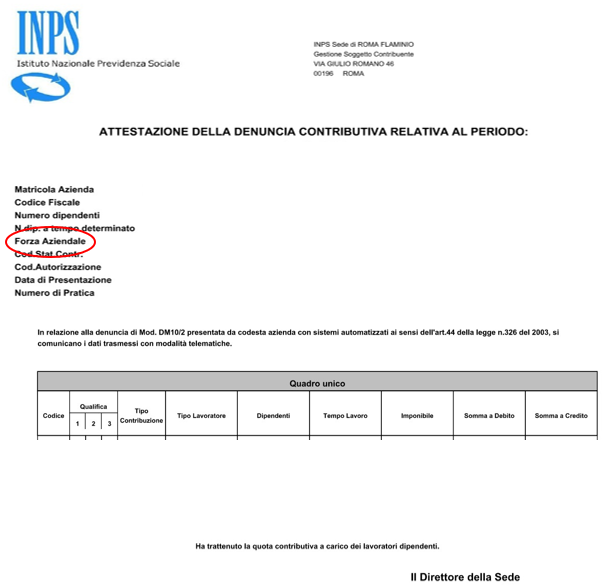 INPS
Istituto Nazionale Previdenza Sociale
INPS Sede di ROMA FLAMINIO
Gestione Soggetto Contribuente
VIA GIULIO ROMANO 46
00196 ROMA
ATTESTAZIONE DELLA DENUNCIA CONTRIBUTIVA RELATIVA AL PERIODO:
Matricola Azienda
Codice Fiscale
Numero dipendenti
N.dip. a tempo determinato
Forza Aziendale
Cod.Stat.Contr.
Cod.Autorizzazione
Data di Presentazione
Numero di Pratica
In relazione alla denuncia di Mod. DM10/2 presentata da codesta azienda con sistemi automatizzati ai sensi dell'art.44 della legge n.326 del 2003, si
comunicano i dati trasmessi con modalità telematiche.
Quadro unico
Codice Qualifica Tipo Contribuzione Tipo Lavoratore Dipendenti Tempo Lavoro Imponibile Somma a Debito Somma a Credito
1 2 3
Ha trattenuto la quota contributiva a carico dei lavoratori dipendenti.
Il Direttore della Sede